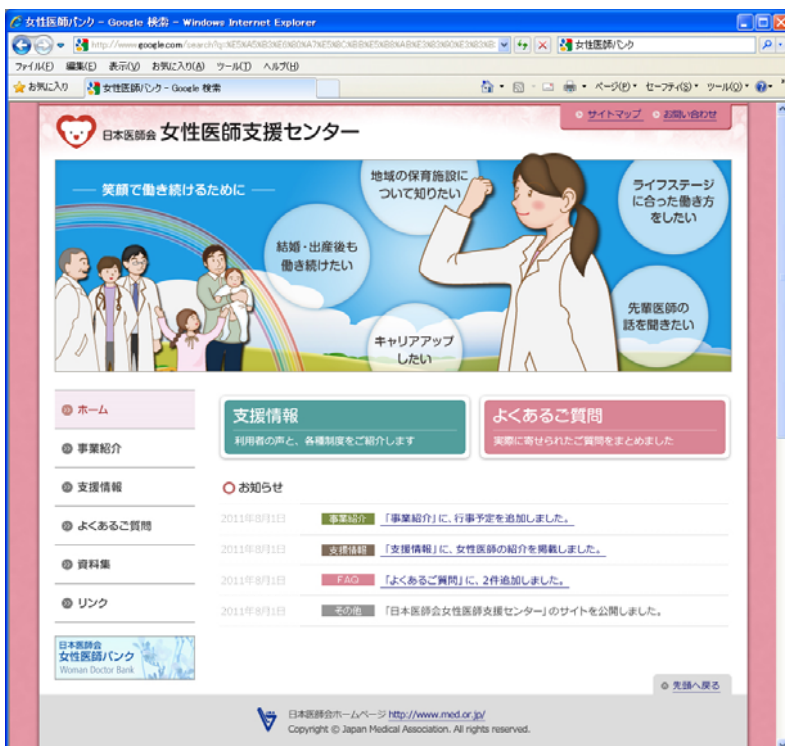 女性医師バンク - Google 検索 - Windows Internet Explorer
女性医師バンク
ファイル(F) 編集(E) 表示(V) お気に入り(A) ツール(T) ヘルプ(H)
お気に入り 女性医師バンク - Google 検索 ページ(P) セーフティ(S) ツール(O)
サイトマップ お問い合わせ
日本医師会 女性医師支援センター
笑顔で働き続けるために
地域の保育施設に
ついて知りたい
ライフステージ
に合った働き方
をしたい
結婚・出産後も
働き続けたい
先輩医師の
話を聞きたい
キャリアアップ
したい
ホーム
事業紹介
支援情報
よくあるご質問
資料集
リンク
日本医師会
女性医師バンク
Woman Doctor Bank
支援情報
利用者の声と、各種制度をご紹介します
よくあるご質問
実際に寄せられたご質問をまとめました
お知らせ
2011年8月1日 事業紹介 「事業紹介」に、行事予定を追加しました。
2011年8月1日 支援情報 「支援情報」に、女性医師の紹介を掲載しました。
2011年8月1日 FAQ 「よくあるご質問」に、2件追加しました。
2011年8月1日 その他 「日本医師会女性医師支援センター」のサイトを公開しました。
先頭へ戻る
日本医師会ホームページ http://www.med.or.jp/
Copyright © Japan Medical Association. All rights reserved.